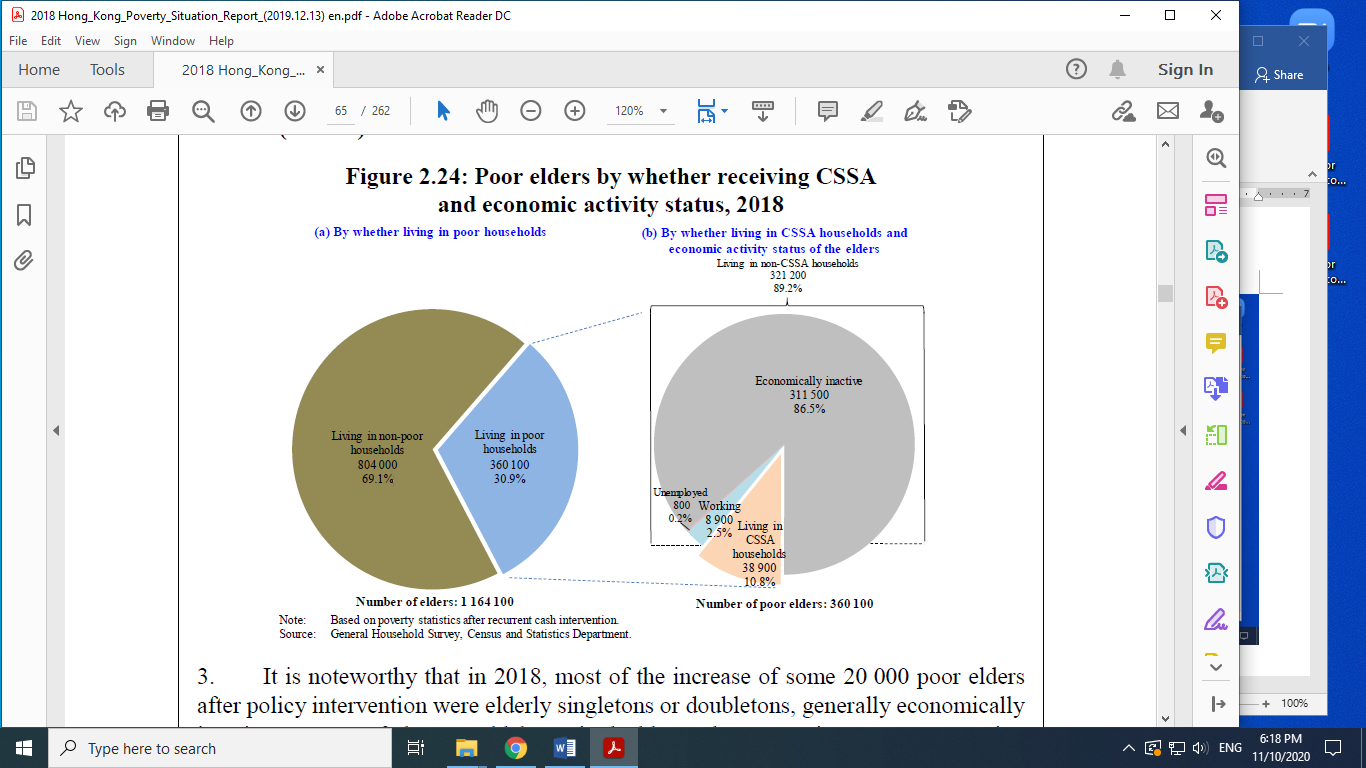 2018 Hong_Kong_Poverty_Situation_Report_(2019.12.13) en.pdf - Adobe Acrobat Reader DC
File Edit View Sign Window Help
Home Tools 2018 Hong_Kong_... × Sign In
Share
65 / 262 120%
Figure 2.24: Poor elders by whether receiving CSSA
and economic activity status, 2018
(a) By whether living in poor households
(b) By whether living in CSSA households and
economic activity status of the elders
Living in non-CSSA households
321 200
89.2%
Living in non-poor
households
804 000
69.1%
Living in poor
households
360 100
30.9%
Economically inactive
311 500
86.5%
Unemployed
800
0.2%
Working
8 900
2.5%
Living in
CSSA
households
38 900
10.8%
Number of elders: 1 164 100
Number of poor elders: 360 100
Note: Based on poverty statistics after recurrent cash intervention.
Source: General Household Survey, Census and Statistics Department.
3. It is noteworthy that in 2018, most of the increase of some 20 000 poor elders
after policy intervention were elderly singletons or doubletons, generally economically
7
or
co...
or
co...
100%
Type here to search
ENG
6:18 PM
11/10/2020